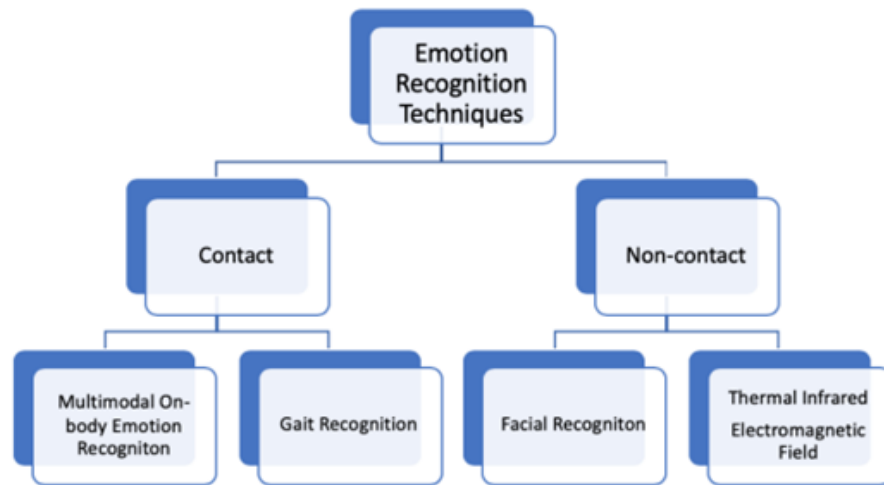 Emotion
Recognition
Techniques
Contact
Non-contact
Multimodal On-
body Emotion
Recogniton
Gait Recognition
Facial Recogniton
Thermal Infrared
Electromagnetic
Field